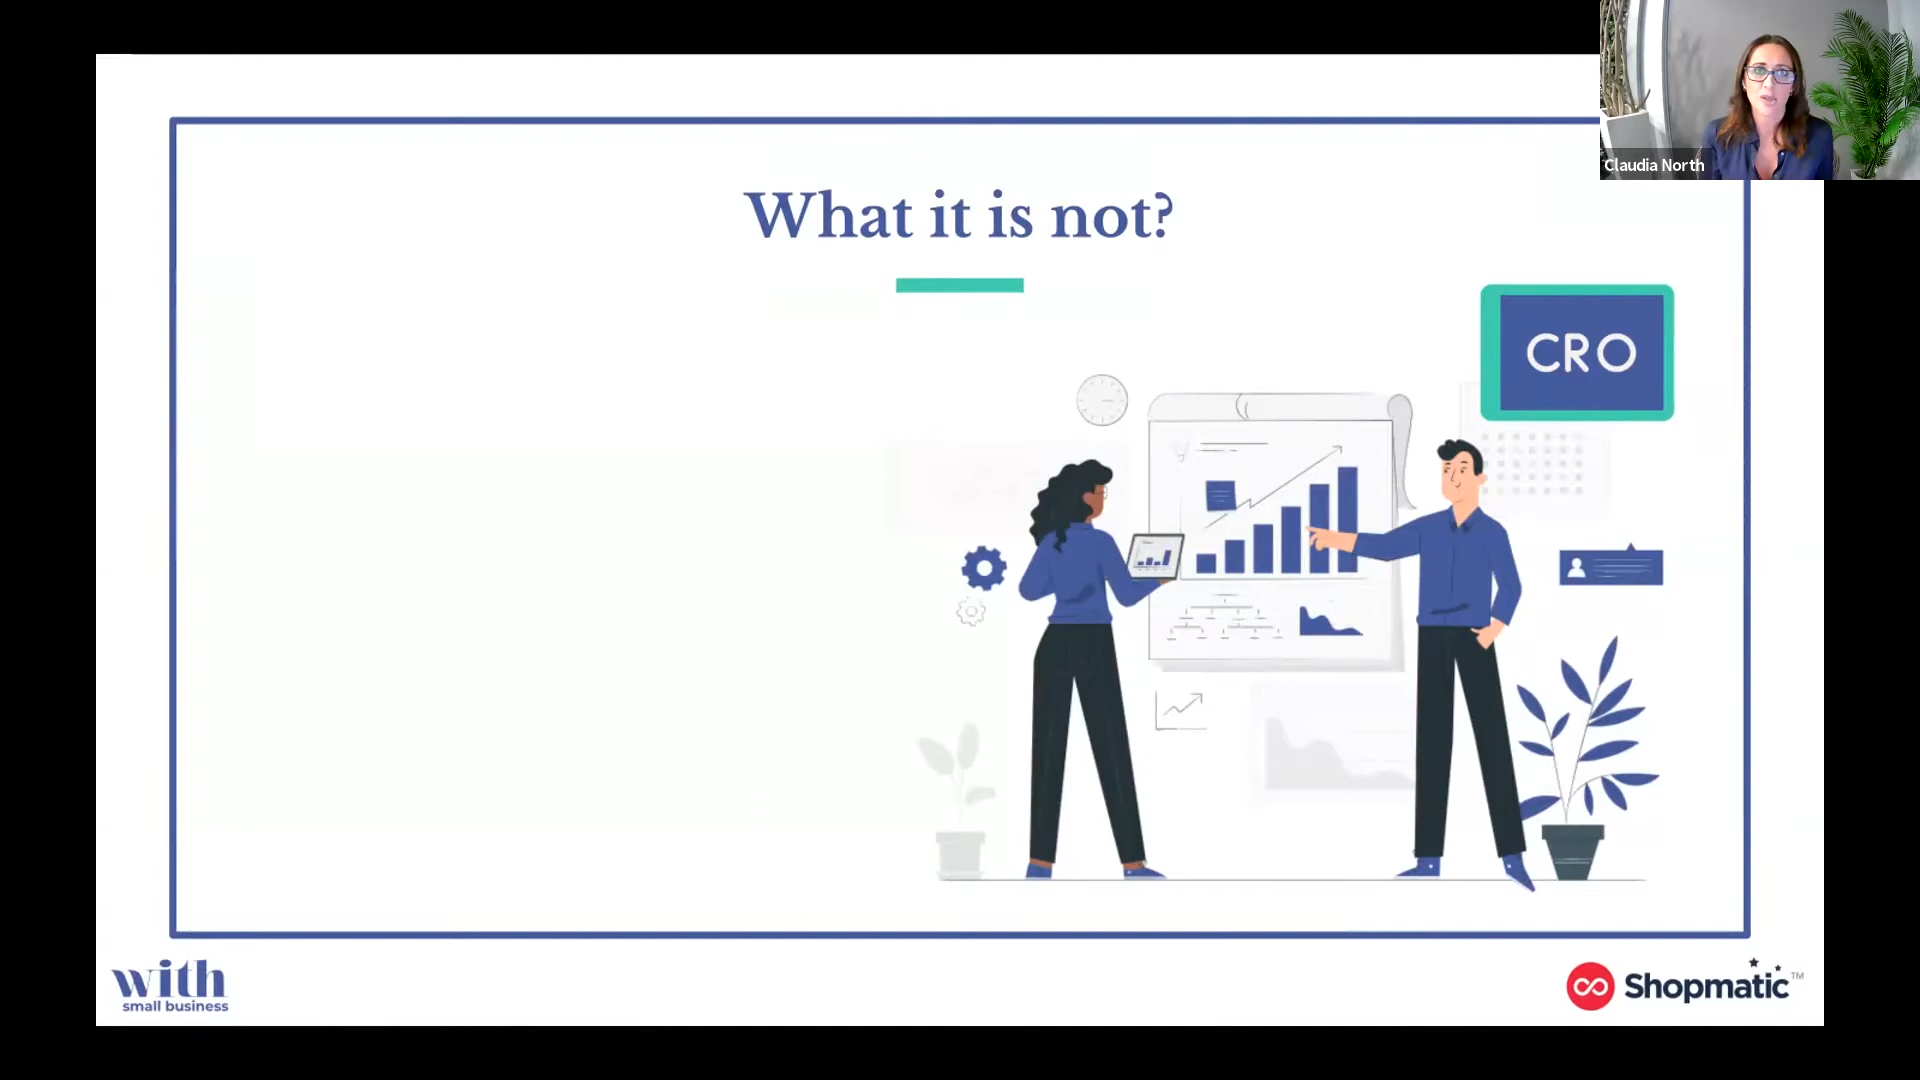 Claudia North
What it is not?
CRO
with
small business
Shopmatic™